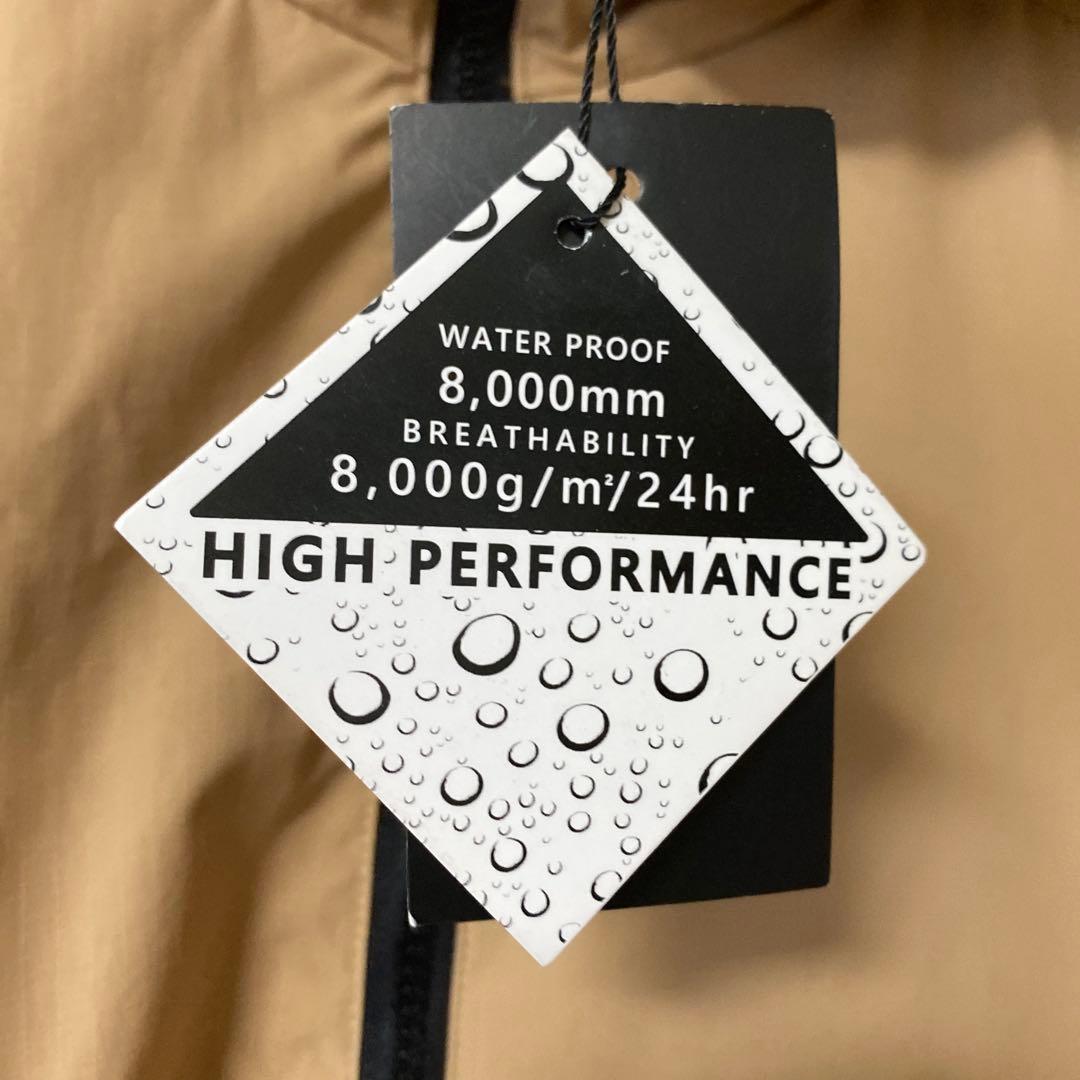 WATER PROOF
8,000mm
BREATHABILITY
8,000g/m²/24hr
HIGH PERFORMANCE